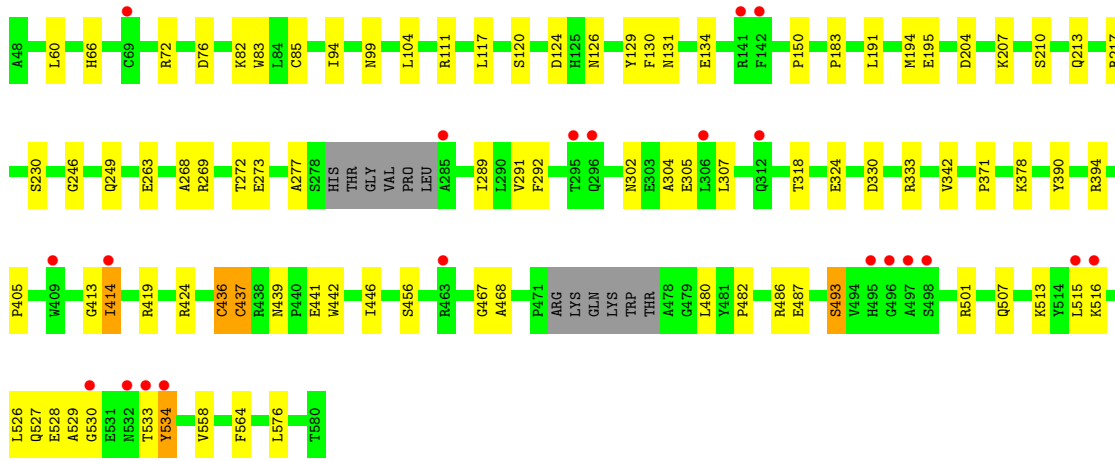 A48 L60 H66 C69 R72 D76 K82 W83 L84 C85 I94 N99 L104 R111 L117 S120 D124 H125 N126 Y129 F130 N131 E134 R141 F142 P150 P183 L191 M194 E195 D204 K207 S210 Q213
S230 G246 Q249 E263 A268 R269 T272 E273 A277 S278 HIS THR GLY VAL PRO LEU A285 I289 L290 V291 F292 T295 Q296 N302 E303 A304 E305 L306 L307 Q312 T318 E324 D330 R333 V342 P371 K378 Y390 R394
P405 W409 G413 I414 R419 R424 C436 C437 R438 N439 P440 E441 W442 I446 S456 R463 G467 A468 P471 ARG LYS GLN LYS TRP THR A478 G479 L480 Y481 P482 R486 E487 S493 V494 H495 G496 A497 S498 R501 Q507 K513 Y514 L515 K516
L526 Q527 E528 A529 G530 E531 N532 T533 Y534 V558 F564 L576 T580